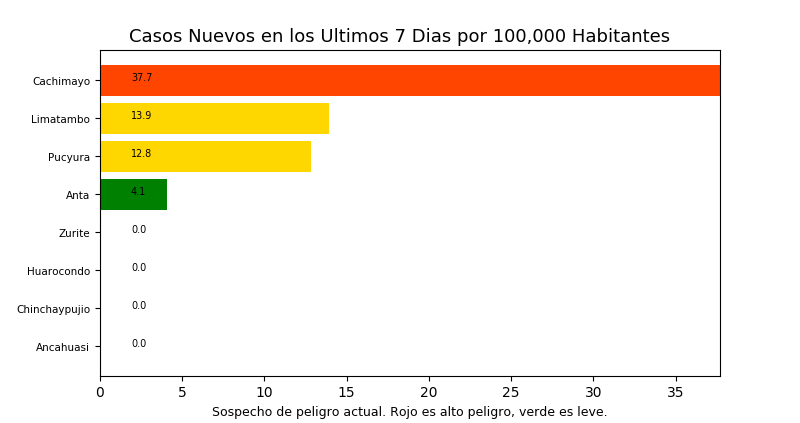 Casos Nuevos en los Ultimos 7 Dias por 100,000 Habitantes
Cachimayo 37.7
Limatambo 13.9
Pucyura 12.8
Anta 4.1
Zurite 0.0
Huarocondo 0.0
Chinchaypujio 0.0
Ancahuasi 0.0
0 5 10 15 20 25 30 35
Sospecho de peligro actual. Rojo es alto peligro, verde es leve.